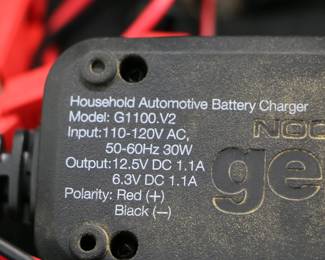 Household Automotive Battery Charger
Model: G1100.V2
Input:110-120V AC,
50-60Hz 30W
Output:12.5V DC 1.1A
6.3V DC 1.1A
Polarity: Red (+)
Black (—)
NOC
ge